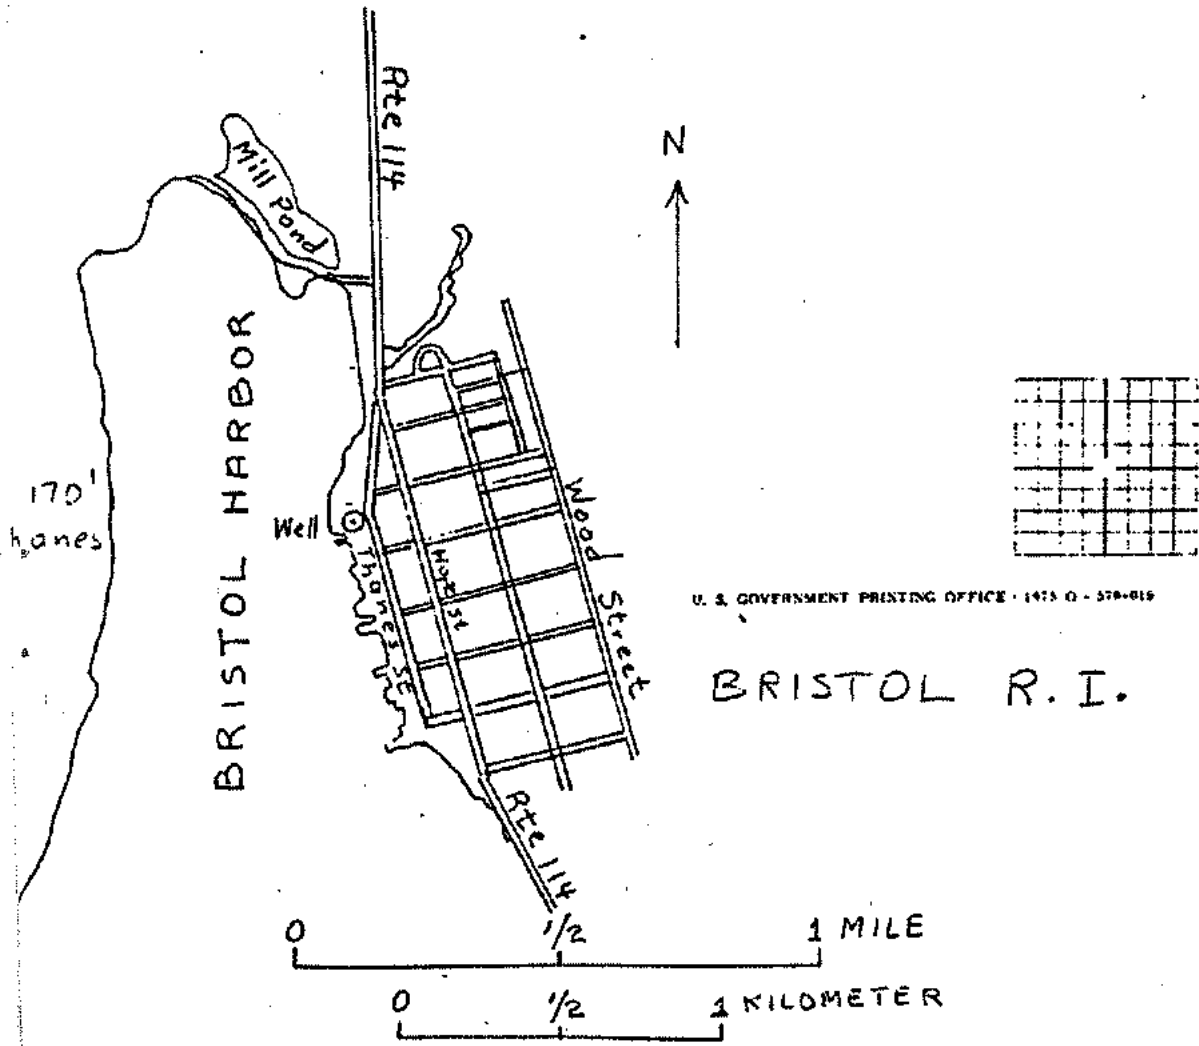 Rte 114
N
Mill Pond
BRISTOL HARBOR
170'
hanes
Well
Thames St
Hope St
Wood Street
U. S. GOVERNMENT PRINTING OFFICE :
BRISTOL R. I.
Rte 114
0 1/2 1 MILE
0 1/2 1 KILOMETER